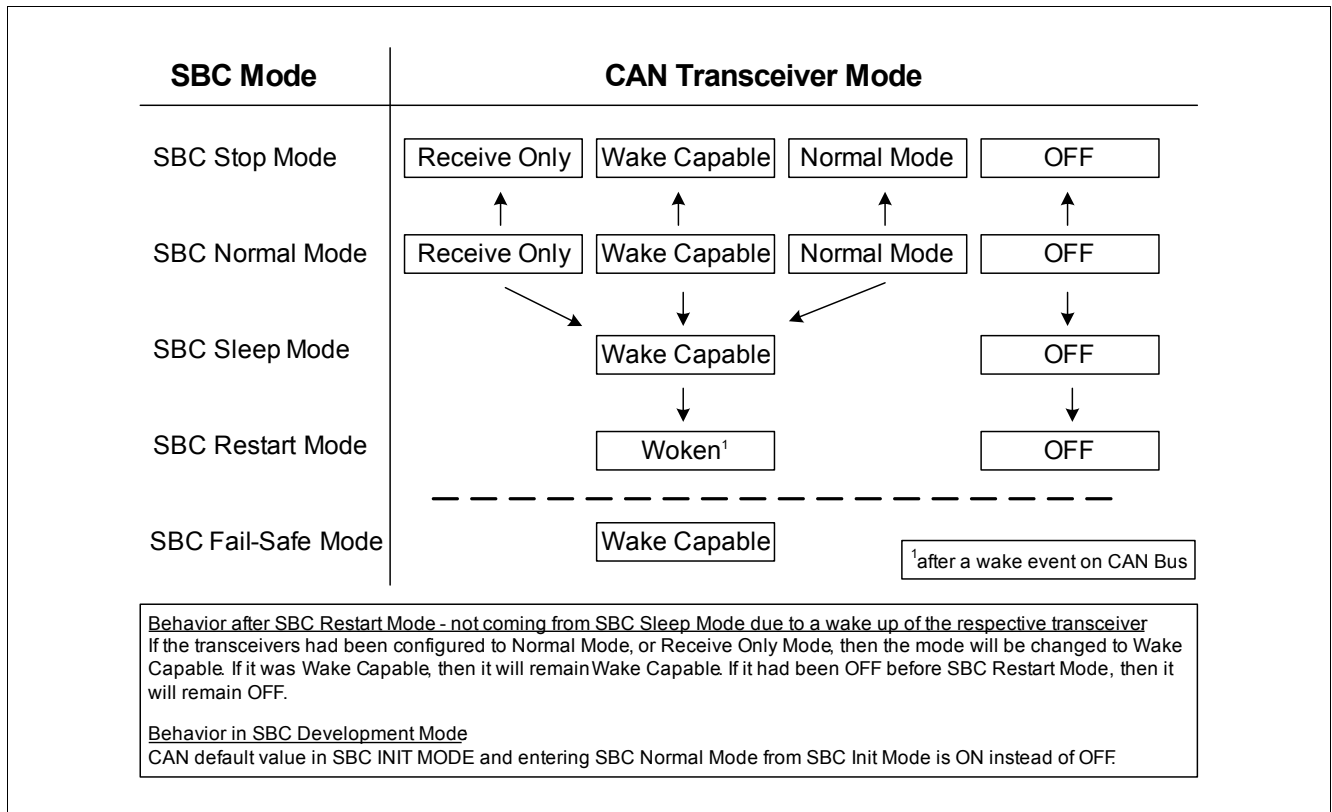 SBC Mode CAN Transceiver Mode
SBC Stop Mode Receive Only Wake Capable Normal Mode OFF
SBC Normal Mode Receive Only Wake Capable Normal Mode OFF
SBC Sleep Mode Wake Capable OFF
SBC Restart Mode Woken¹ OFF
SBC Fail-Safe Mode Wake Capable
¹after a wake event on CAN Bus
Behavior after SBC Restart Mode - not coming from SBC Sleep Mode due to a wake up of the respective transceiver
If the transceivers had been configured to Normal Mode, or Receive Only Mode, then the mode will be changed to Wake
Capable. If it was Wake Capable, then it will remain Wake Capable. If it had been OFF before SBC Restart Mode, then it
will remain OFF.
Behavior in SBC Development Mode
CAN default value in SBC INIT MODE and entering SBC Normal Mode from SBC Init Mode is ON instead of OFF.